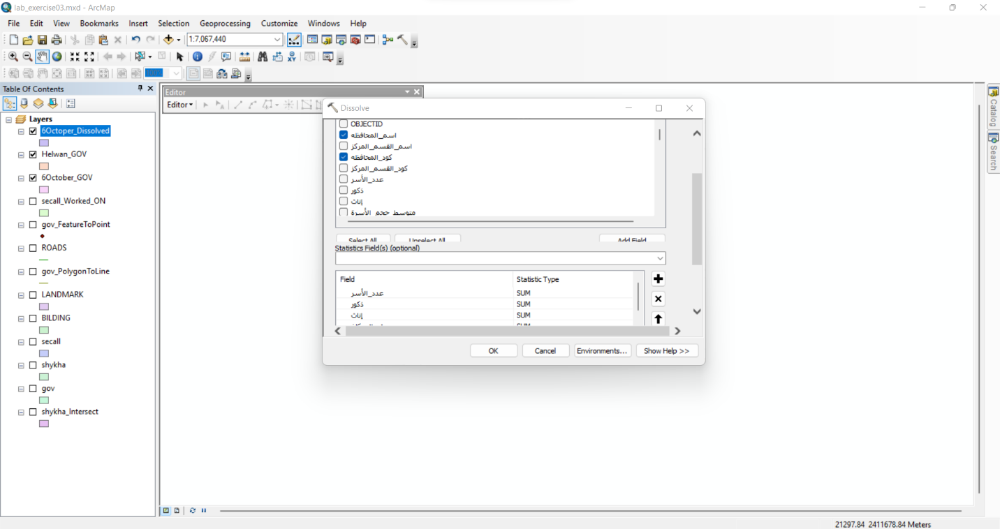 lab_exercise03.mxd - ArcMap
File Edit View Bookmarks Insert Selection Geoprocessing Customize Windows Help
1:7,067,440
100%
Table Of Contents
Layers
6Octoper_Dissolved
Helwan_GOV
6October_GOV
secall_Worked_ON
gov_FeatureToPoint
ROADS
gov_PolygonToLine
LANDMARK
BILDING
secall
shykha
gov
shykha_Intersect
Editor
Editor
Dissolve
OBJECTID
اسم_المحافظه
اسم_القسم_المركز
كود_المحافظه
كود_القسم_المركز
عدد_الأسر
ذكور
إناث
متوسط_حجم_الأسرة
Select All Unselect All Add Field
Statistics Field(s) (optional)
Field Statistic Type
عدد_الأسر SUM
ذكور SUM
إناث SUM
SUM
OK Cancel Environments... Show Help >>
Catalog
Search
21297.84 2411678.84 Meters